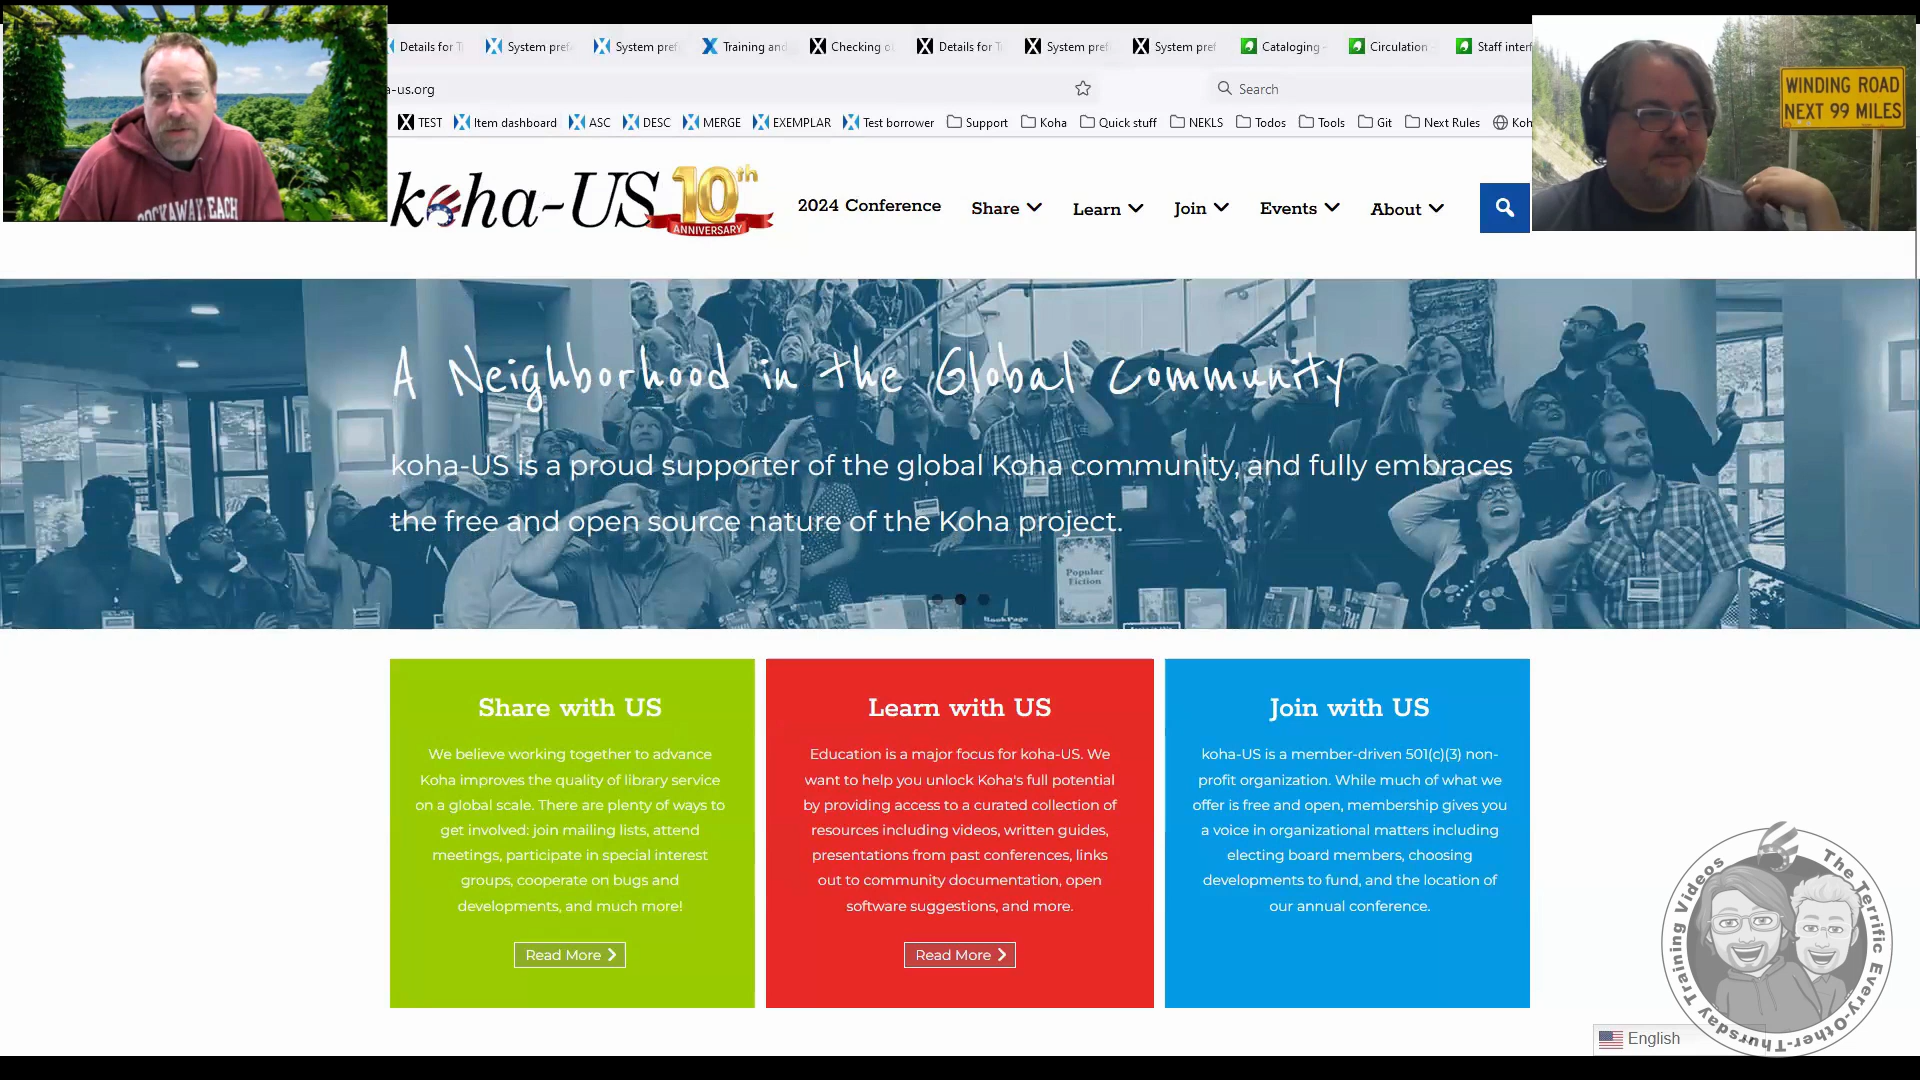 Details for
System pref
System pref
Training and
Checking o
Details for
System pref
System pref
Cataloging
Circulation
Staff inter
a-us.org
Search
TEST
Item dashboard
ASC
DESC
MERGE
EXEMPLAR
Test borrower
Support
Koha
Quick stuff
NEKLS
Todos
Tools
Git
Next Rules
Koh
WINDING ROAD
NEXT 99 MILES
koha-US 10th
ANNIVERSARY
2024 Conference
Share
Learn
Join
Events
About
A Neighborhood in the Global Community
koha-US is a proud supporter of the global Koha community, and fully embraces
the free and open source nature of the Koha project.
Popular
Fiction
Share with US
We believe working together to advance
Koha improves the quality of library service
on a global scale. There are plenty of ways to
get involved: join mailing lists, attend
meetings, participate in special interest
groups, cooperate on bugs and
developments, and much more!
Read More
Learn with US
Education is a major focus for koha-US. We
want to help you unlock Koha's full potential
by providing access to a curated collection of
resources including videos, written guides,
presentations from past conferences, links
out to community documentation, open
software suggestions, and more.
Read More
Join with US
koha-US is a member-driven 501(c)(3) non-
profit organization. While much of what we
offer is free and open, membership gives you
a voice in organizational matters including
electing board members, choosing
developments to fund, and the location of
our annual conference.
The Terrific Every-Other-Thursday Training Videos
English